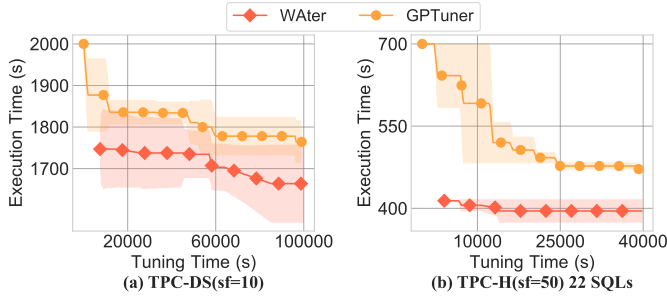 WAter GPTuner
2000
1900
1800
1700
Execution Time (s)
20000 60000 100000
Tuning Time (s)
(a) TPC-DS(sf=10)
700
550
400
Execution Time (s)
10000 25000 40000
Tuning Time (s)
(b) TPC-H(sf=50) 22 SQLs